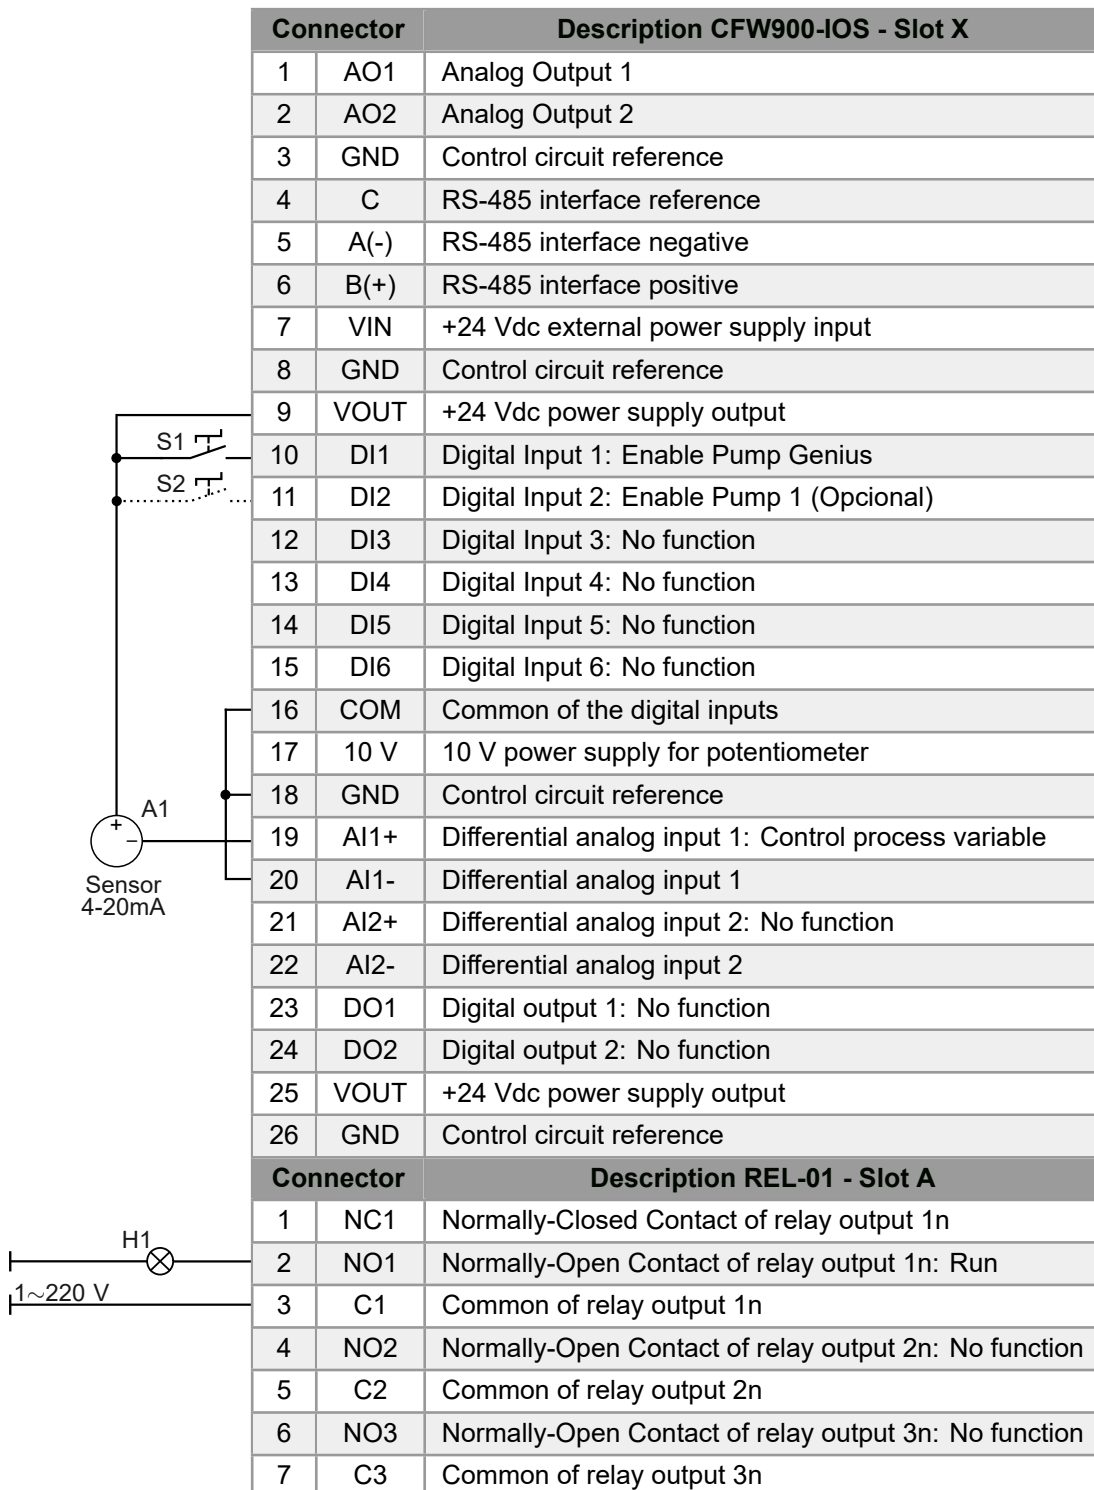 Connector Description CFW900-IOS - Slot X
1 AO1 Analog Output 1
2 AO2 Analog Output 2
3 GND Control circuit reference
4 C RS-485 interface reference
5 A(-) RS-485 interface negative
6 B(+) RS-485 interface positive
7 VIN +24 Vdc external power supply input
8 GND Control circuit reference
9 VOUT +24 Vdc power supply output
S1 10 DI1 Digital Input 1: Enable Pump Genius
S2 11 DI2 Digital Input 2: Enable Pump 1 (Opcional)
12 DI3 Digital Input 3: No function
13 DI4 Digital Input 4: No function
14 DI5 Digital Input 5: No function
15 DI6 Digital Input 6: No function
16 COM Common of the digital inputs
17 10 V 10 V power supply for potentiometer
18 GND Control circuit reference
A1
+
− 19 AI1+ Differential analog input 1: Control process variable
Sensor 20 AI1- Differential analog input 1
4-20mA
21 AI2+ Differential analog input 2: No function
22 AI2- Differential analog input 2
23 DO1 Digital output 1: No function
24 DO2 Digital output 2: No function
25 VOUT +24 Vdc power supply output
26 GND Control circuit reference
Connector Description REL-01 - Slot A
1 NC1 Normally-Closed Contact of relay output 1n
H1 2 NO1 Normally-Open Contact of relay output 1n: Run
1~220 V 3 C1 Common of relay output 1n
4 NO2 Normally-Open Contact of relay output 2n: No function
5 C2 Common of relay output 2n
6 NO3 Normally-Open Contact of relay output 3n: No function
7 C3 Common of relay output 3n